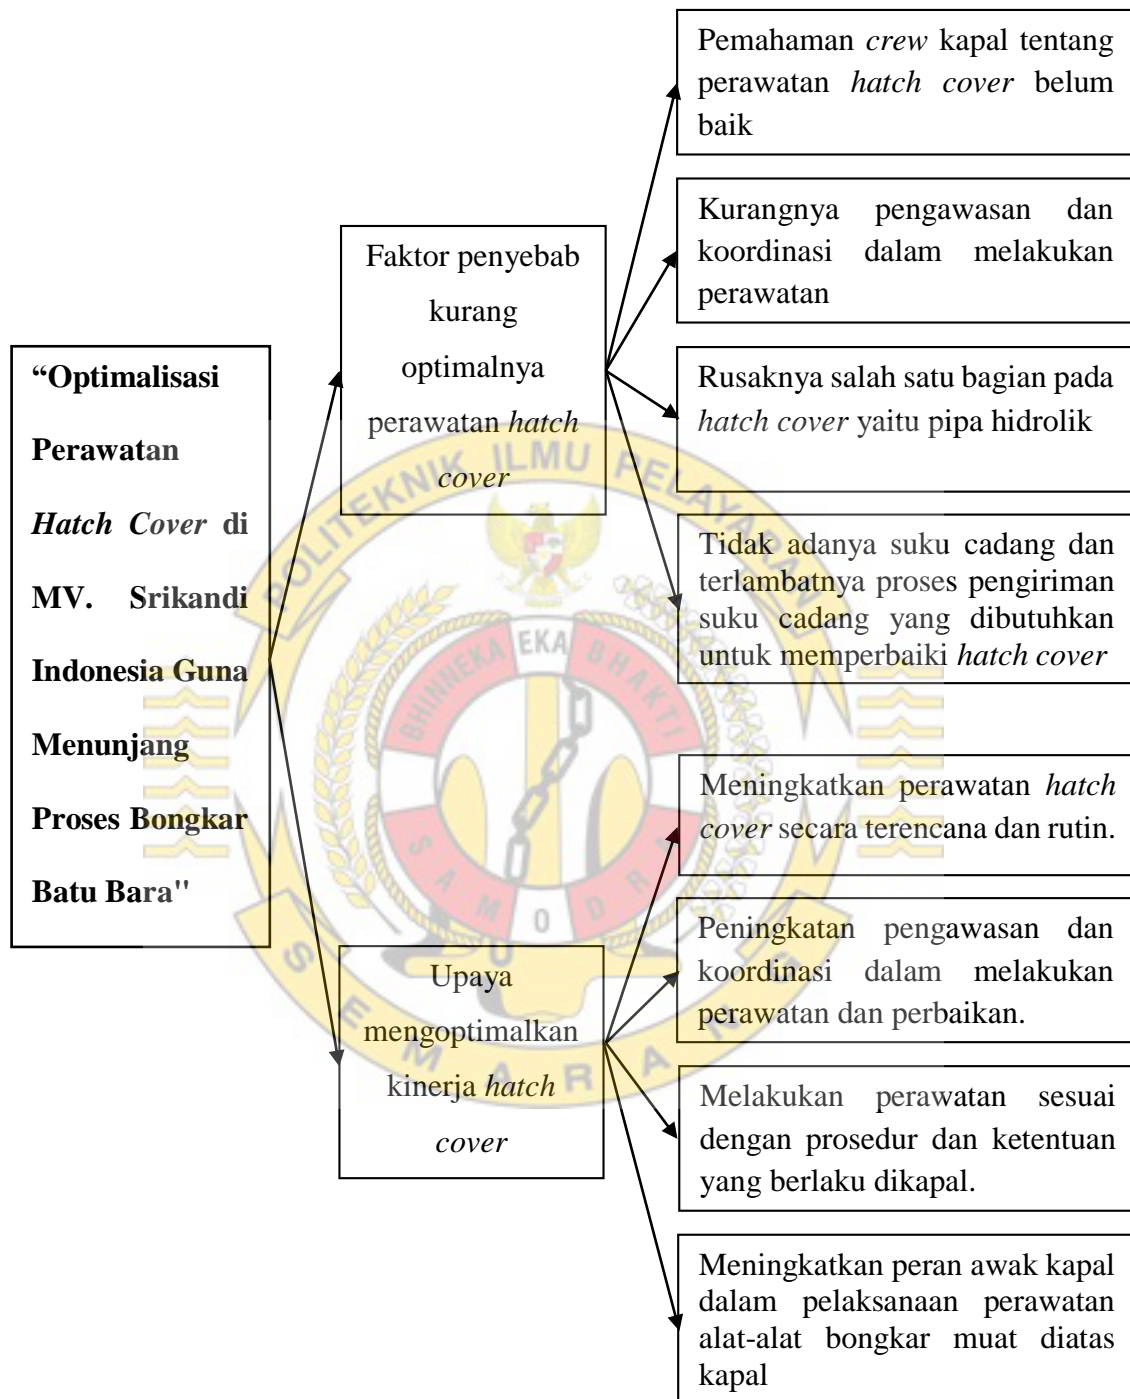 “Optimalisasi
Perawatan
Hatch Cover di
MV. Srikandi
Indonesia Guna
Menunjang
Proses Bongkar
Batu Bara"
Faktor penyebab
kurang
optimalnya
perawatan hatch
cover
Pemahaman crew kapal tentang
perawatan hatch cover belum
baik
Kurangnya pengawasan dan
koordinasi dalam melakukan
perawatan
Rusaknya salah satu bagian pada
hatch cover yaitu pipa hidrolik
Tidak adanya suku cadang dan
terlambatnya proses pengiriman
suku cadang yang dibutuhkan
untuk memperbaiki hatch cover
Upaya
mengoptimalkan
kinerja hatch
cover
Meningkatkan perawatan hatch
cover secara terencana dan rutin.
Peningkatan pengawasan dan
koordinasi dalam melakukan
perawatan dan perbaikan.
Melakukan perawatan sesuai
dengan prosedur dan ketentuan
yang berlaku dikapal.
Meningkatkan peran awak kapal
dalam pelaksanaan perawatan
alat-alat bongkar muat diatas
kapal
POLITEKNIK ILMU PELAYARAN
SEMARANG
BHINNEKA EKA BHAKTI
SAMODRA